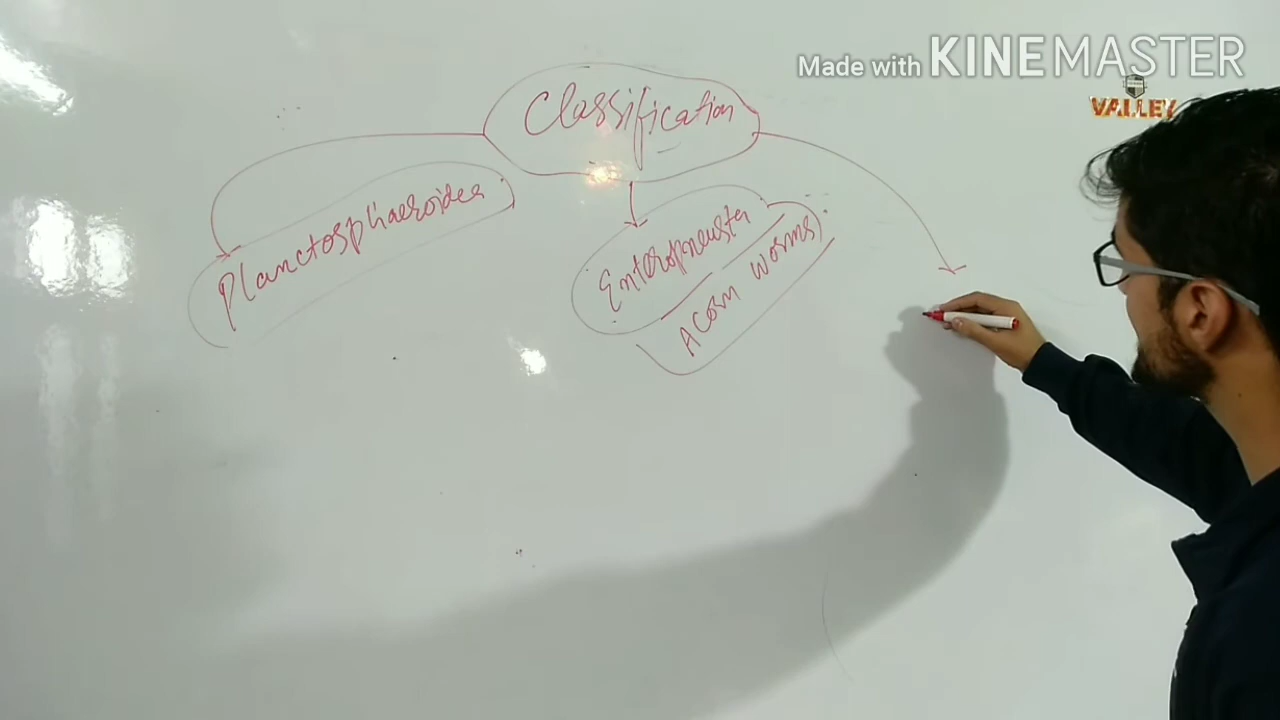 Made with KINEMASTER
VALLEY
Classification
Planctosphaeroidea
Enteropneusta
Acorn Worms